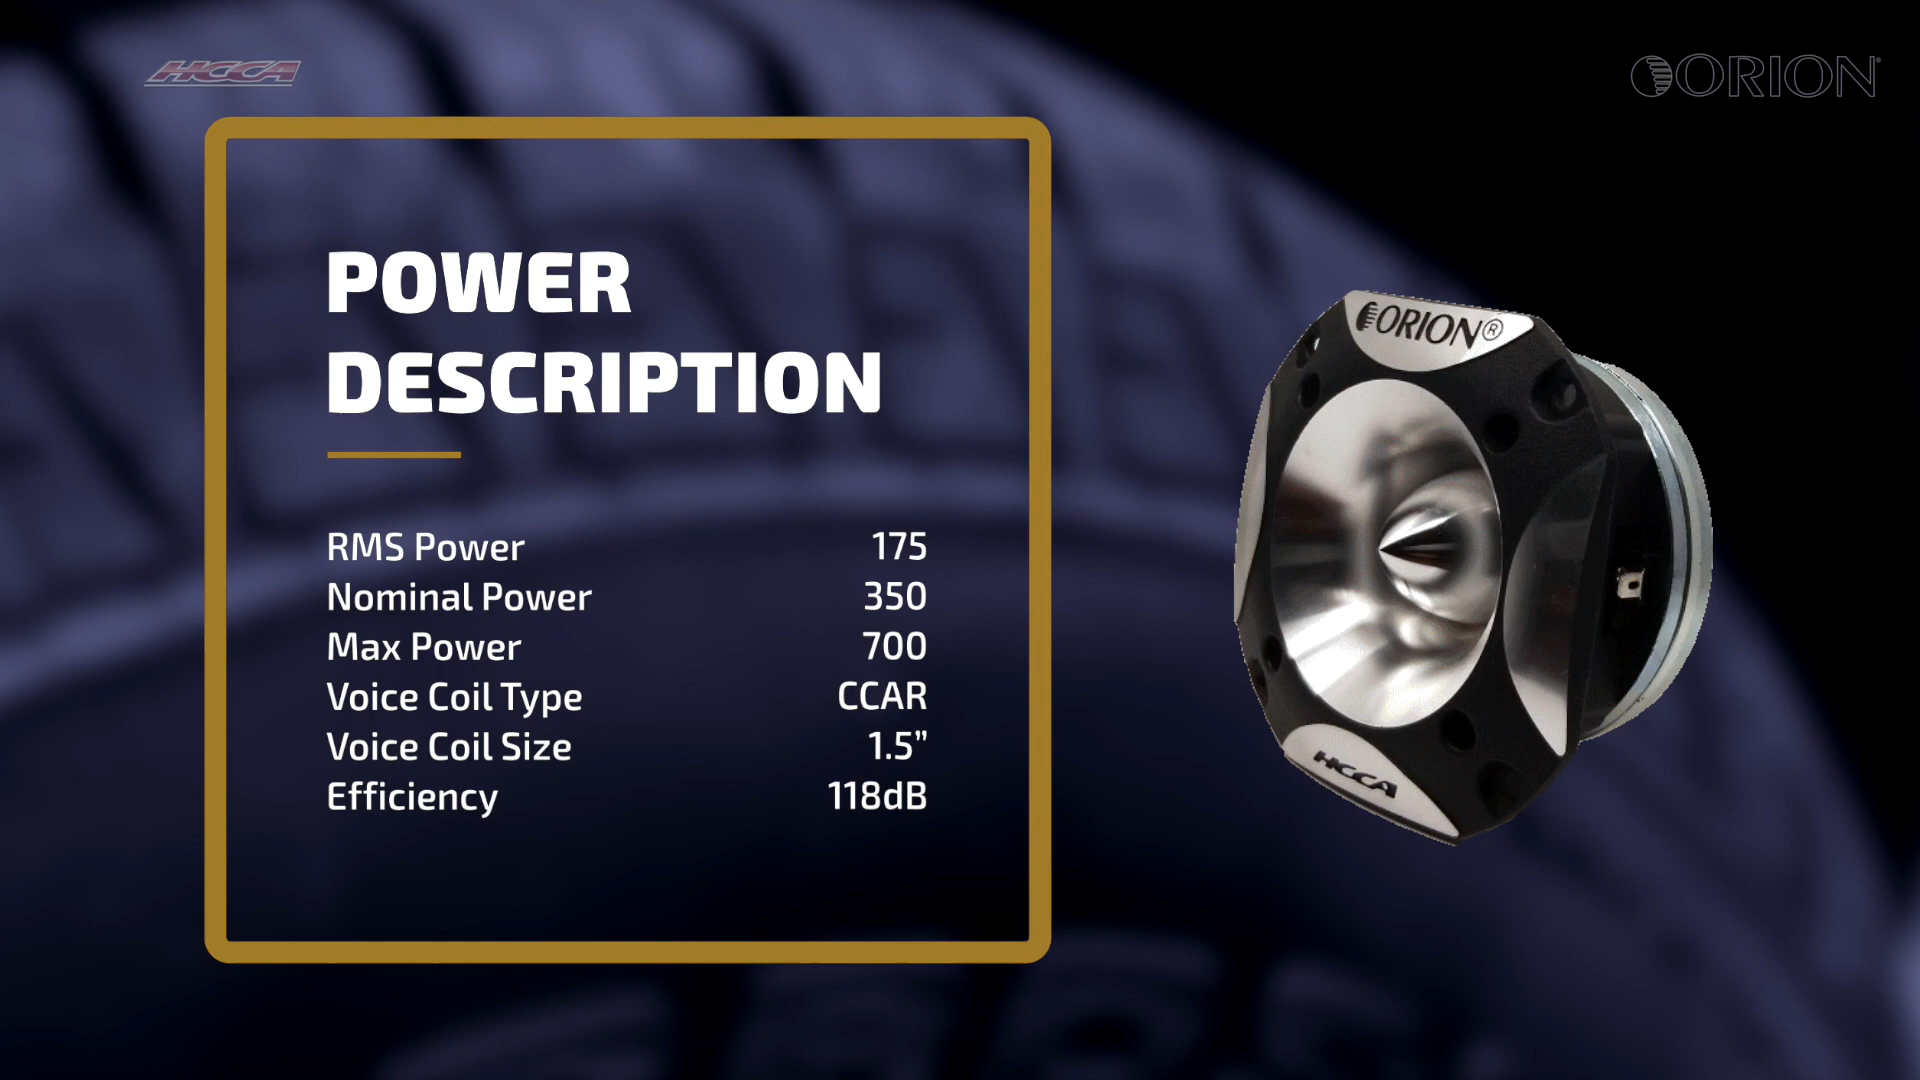 HCCA
ORION
POWER
DESCRIPTION
RMS Power 175
Nominal Power 350
Max Power 700
Voice Coil Type CCAR
Voice Coil Size 1.5”
Efficiency 118dB
ORION®
HCCA